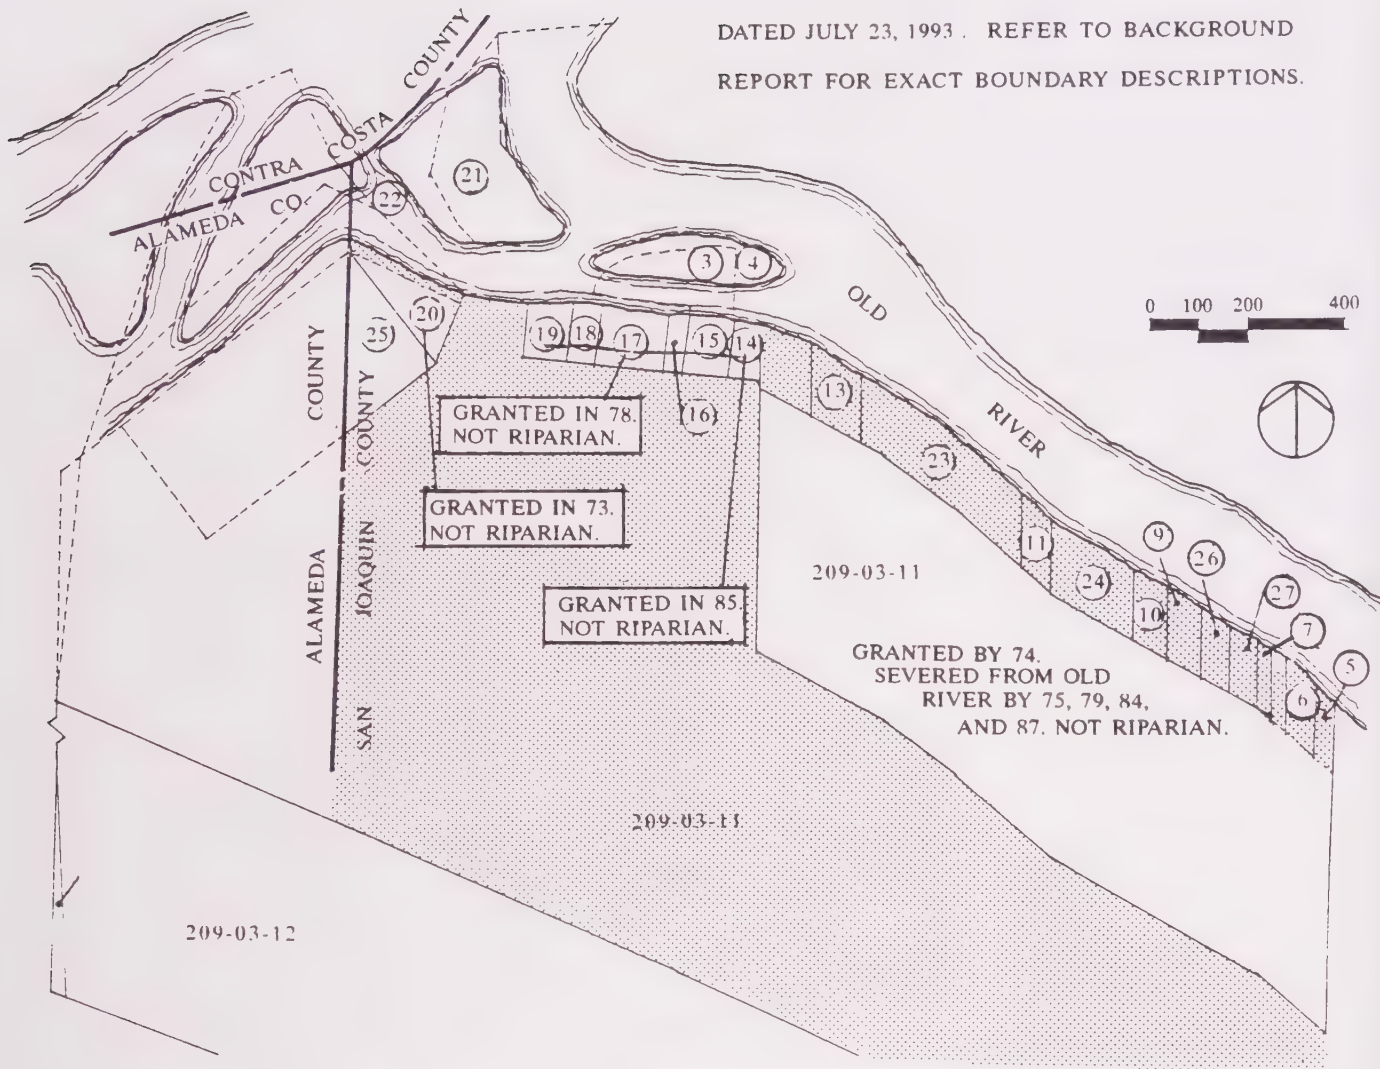 DATED JULY 23, 1993. REFER TO BACKGROUND
REPORT FOR EXACT BOUNDARY DESCRIPTIONS.
CONTRA COSTA COUNTY
ALAMEDA CO.
21
22
3
4
OLD
RIVER
0 100 200 400
20
25
19
18
17
15
14
16
13
23
11
24
10
9
26
27
7
5
6
GRANTED IN 78.
NOT RIPARIAN.
GRANTED IN 73.
NOT RIPARIAN.
GRANTED IN 85.
NOT RIPARIAN.
ALAMEDA COUNTY
SAN JOAQUIN COUNTY
209-03-11
GRANTED BY 74.
SEVERED FROM OLD
RIVER BY 75, 79, 84,
AND 87. NOT RIPARIAN.
209-03-11
209-03-12